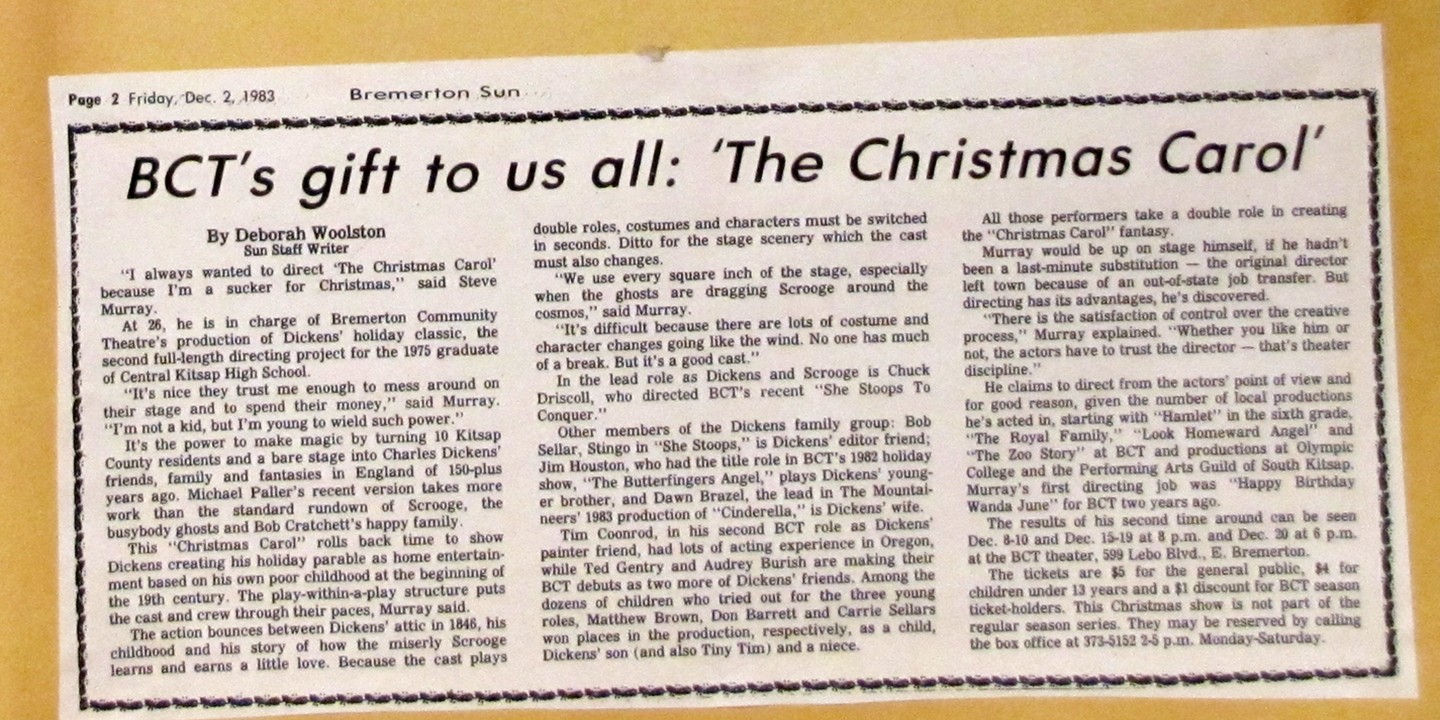 Page 2 Friday, Dec. 2, 1983
Bremerton Sun
BCT's gift to us all: 'The Christmas Carol'
By Deborah Woolston
Sun Staff Writer
"I always wanted to direct 'The Christmas Carol'
because I'm a sucker for Christmas," said Steve
Murray.
At 26, he is in charge of Bremerton Community
Theatre's production of Dickens' holiday classic, the
second full-length directing project for the 1975 graduate
of Central Kitsap High School.
"It's nice they trust me enough to mess around on
their stage and to spend their money," said Murray.
"I'm not a kid, but I'm young to wield such power."
It's the power to make magic by turning 10 Kitsap
County residents and a bare stage into Charles Dickens'
friends, family and fantasies in England of 150-plus
years ago. Michael Paller's recent version takes more
work than the standard rundown of Scrooge, the
busybody ghosts and Bob Cratchett's happy family.
This "Christmas Carol" rolls back time to show
Dickens creating his holiday parable as home entertain-
ment based on his own poor childhood at the beginning of
the 19th century. The play-within-a-play structure puts
the cast and crew through their paces, Murray said.
The action bounces between Dickens' attic in 1846, his
childhood and his story of how the miserly Scrooge
learns and earns a little love. Because the cast plays
double roles, costumes and characters must be switched
in seconds. Ditto for the stage scenery which the cast
must also changes.
"We use every square inch of the stage, especially
when the ghosts are dragging Scrooge around the
cosmos," said Murray.
"It's difficult because there are lots of costume and
character changes going like the wind. No one has much
of a break. But it's a good cast."
In the lead role as Dickens and Scrooge is Chuck
Driscoll, who directed BCT's recent "She Stoops To
Conquer."
Other members of the Dickens family group: Bob
Sellar, Stingo in "She Stoops," is Dickens' editor friend;
Jim Houston, who had the title role in BCT's 1982 holiday
show, "The Butterfingers Angel," plays Dickens' young-
er brother, and Dawn Brazel, the lead in The Mountai-
neers' 1983 production of "Cinderella," is Dickens' wife.
Tim Coonrod, in his second BCT role as Dickens'
painter friend, had lots of acting experience in Oregon,
while Ted Gentry and Audrey Burish are making their
BCT debuts as two more of Dickens' friends. Among the
dozens of children who tried out for the three young
roles, Matthew Brown, Don Barrett and Carrie Sellars
won places in the production, respectively, as a child,
Dickens' son (and also Tiny Tim) and a niece.
All those performers take a double role in creating
the "Christmas Carol" fantasy.
Murray would be up on stage himself, if he hadn't
been a last-minute substitution — the original director
left town because of an out-of-state job transfer. But
directing has its advantages, he's discovered.
"There is the satisfaction of control over the creative
process," Murray explained. "Whether you like him or
not, the actors have to trust the director — that's theater
discipline."
He claims to direct from the actors' point of view and
for good reason, given the number of local productions
he's acted in, starting with "Hamlet" in the sixth grade,
"The Royal Family," "Look Homeward Angel" and
"The Zoo Story" at BCT and productions at Olympic
College and the Performing Arts Guild of South Kitsap.
Murray's first directing job was "Happy Birthday
Wanda June" for BCT two years ago.
The results of his second time around can be seen
Dec. 8-10 and Dec. 15-19 at 8 p.m. and Dec. 20 at 6 p.m.
at the BCT theater, 599 Lebo Blvd., E. Bremerton.
The tickets are $5 for the general public, $4 for
children under 13 years and a $1 discount for BCT season
ticket-holders. This Christmas show is not part of the
regular season series. They may be reserved by calling
the box office at 373-5152 2-5 p.m. Monday-Saturday.